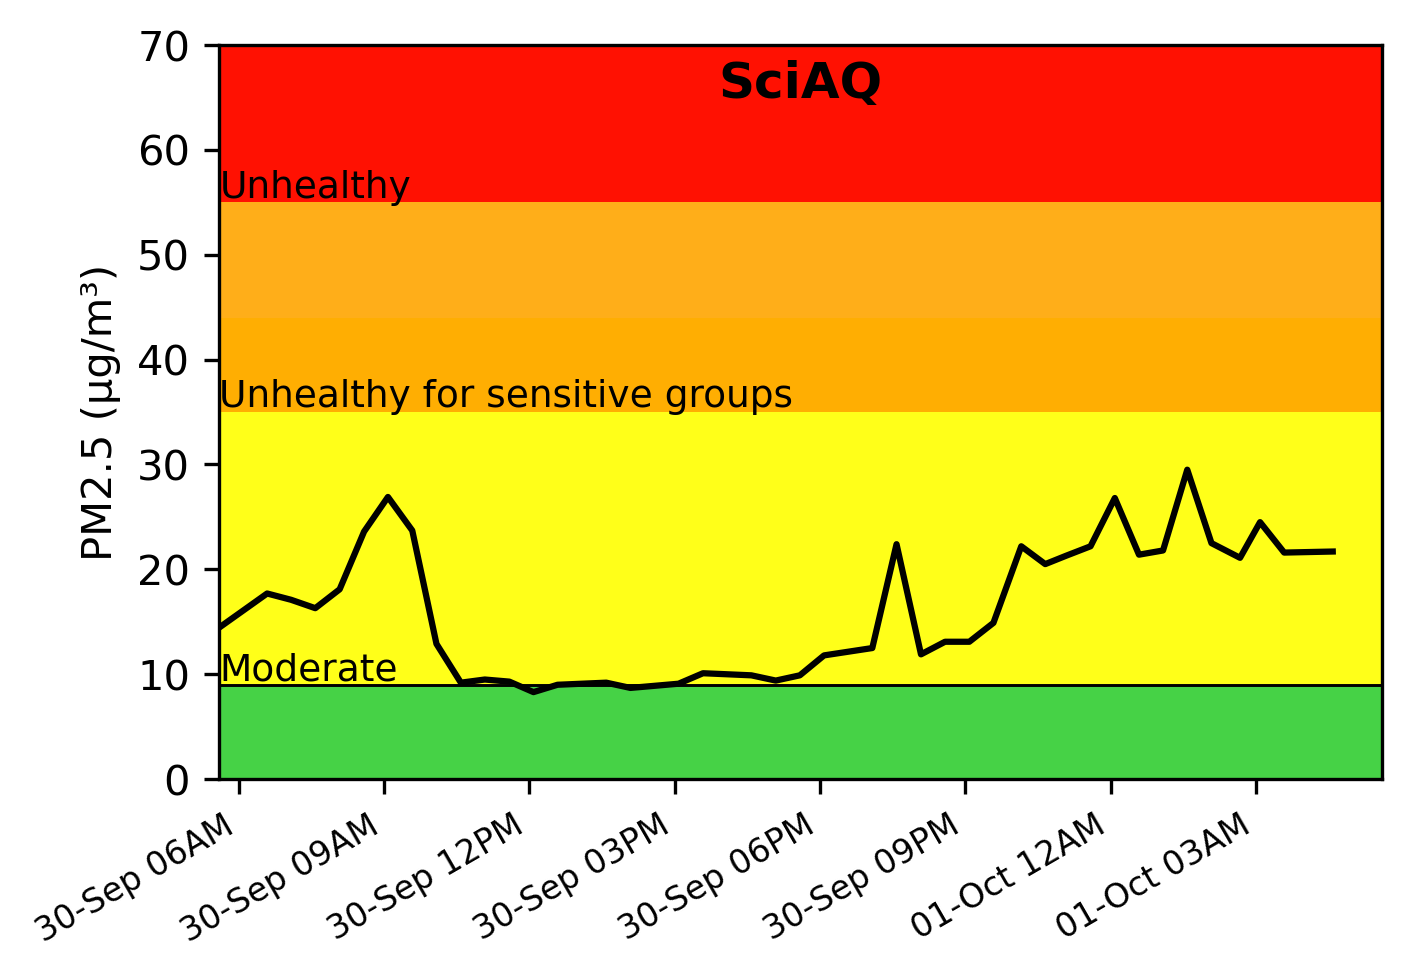 SciAQ
PM2.5 (µg/m³)
70
60
Unhealthy
50
40
Unhealthy for sensitive groups
30
20
10
Moderate
0
30-Sep 06AM
30-Sep 09AM
30-Sep 12PM
30-Sep 03PM
30-Sep 06PM
30-Sep 09PM
01-Oct 12AM
01-Oct 03AM